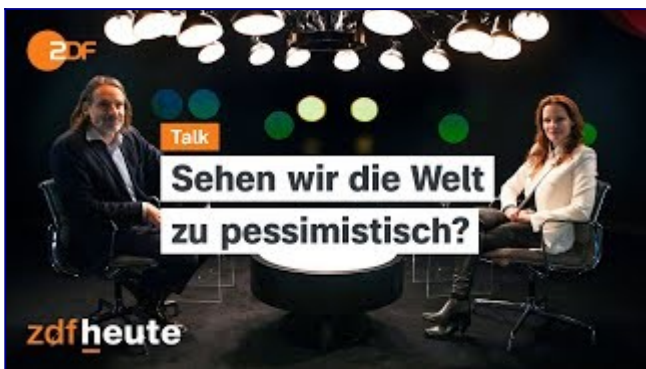 ZDF
Talk
Sehen wir die Welt
zu pessimistisch?
zdfheute